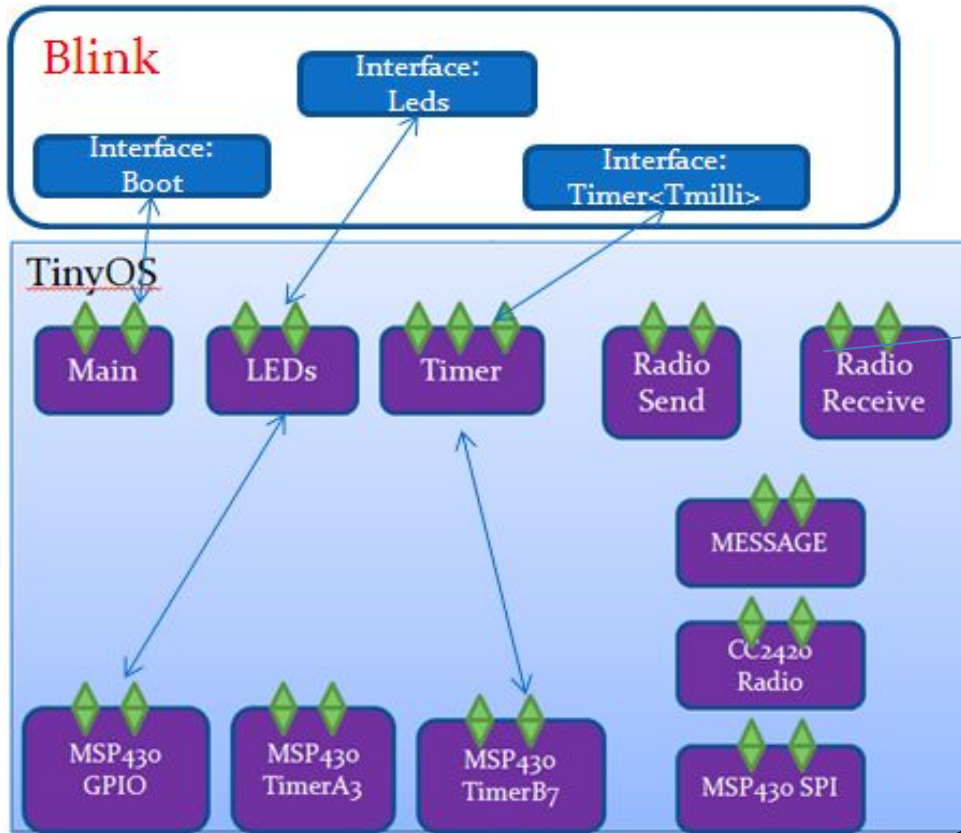 Blink
Interface:
Leds
Interface:
Boot
Interface:
Timer<Tmilli>
TinyOS
Main
LEDs
Timer
Radio
Send
Radio
Receive
MESSAGE
CC2420
Radio
MSP430
GPIO
MSP430
TimerA3
MSP430
TimerB7
MSP430 SPI